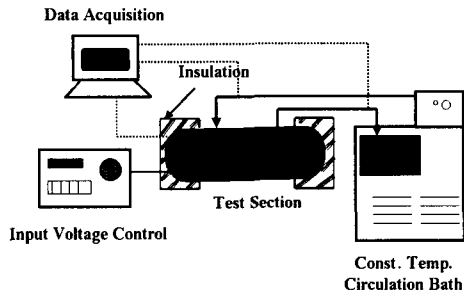 Data Acquisition
Insulation
Test Section
Input Voltage Control
Const. Temp.
Circulation Bath